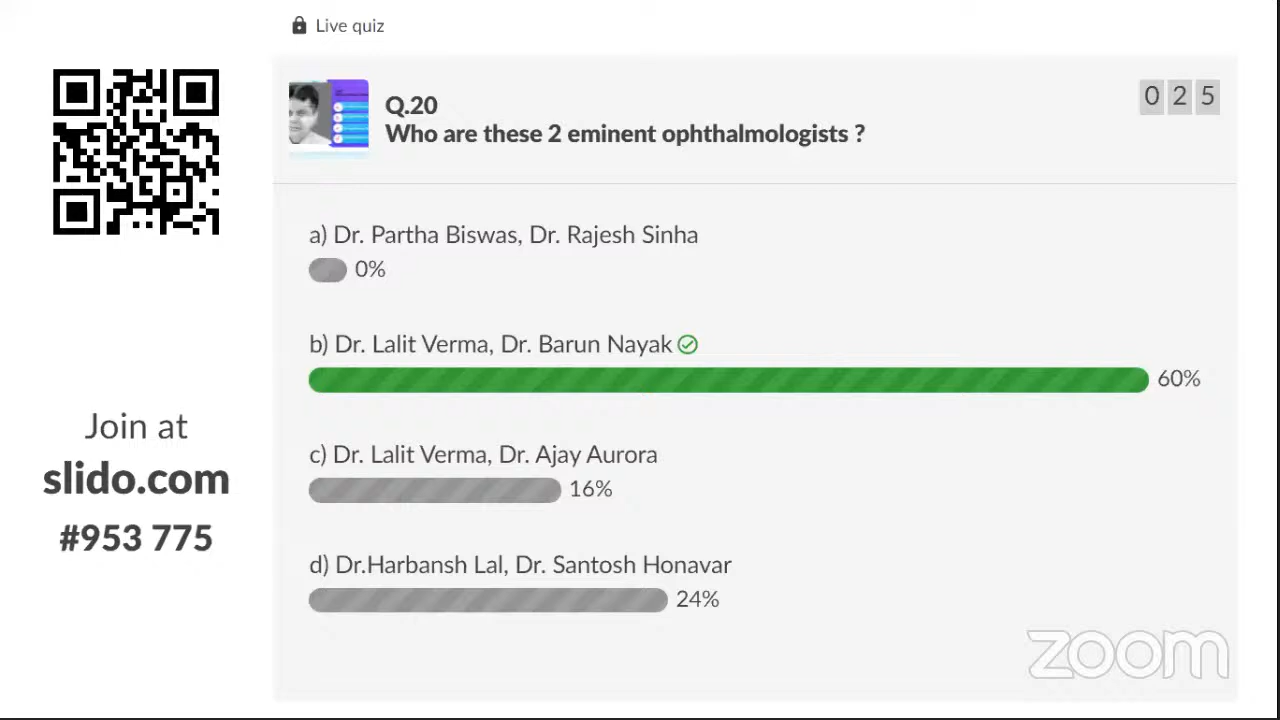 Live quiz
Q.20
Who are these 2 eminent ophthalmologists ?
0 2 5
a) Dr. Partha Biswas, Dr. Rajesh Sinha
0%
b) Dr. Lalit Verma, Dr. Barun Nayak
60%
c) Dr. Lalit Verma, Dr. Ajay Aurora
16%
d) Dr.Harbansh Lal, Dr. Santosh Honavar
24%
Join at
slido.com
#953 775
zoom